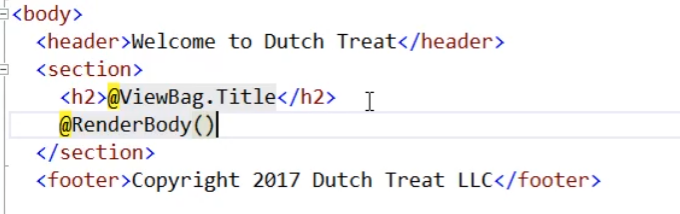 <body>
<header>Welcome to Dutch Treat</header>
<section>
<h2>@ViewBag.Title</h2>
@RenderBody()
</section>
<footer>Copyright 2017 Dutch Treat LLC</footer>